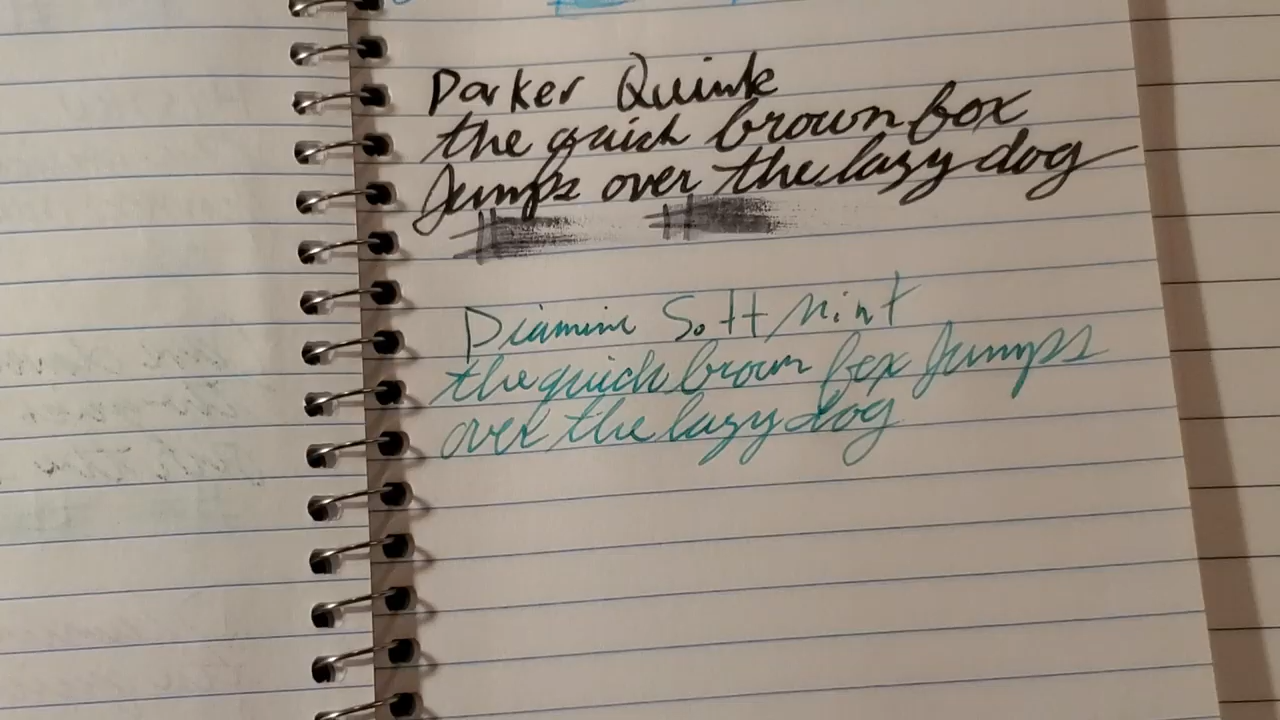 Parker Quink
the quick brown fox
Jumps over the lazy dog
Diamine Soft Mint
the quick brown fox Jumps
over the lazy dog